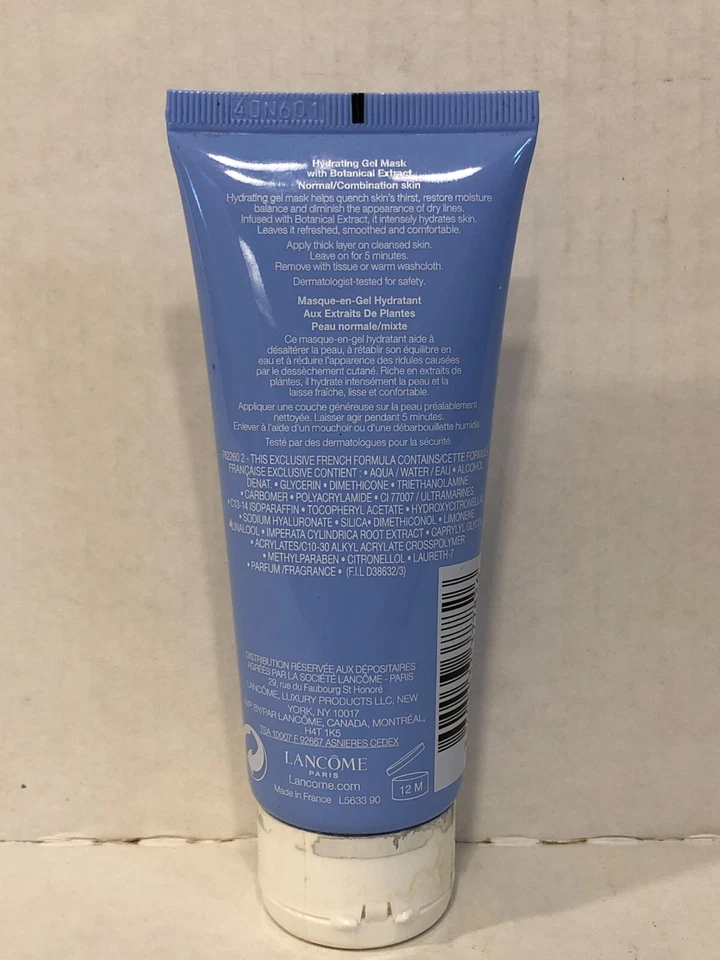 40N601
Hydrating Gel Mask
with Botanical Extract
Normal/Combination skin
Hydrating gel mask helps quench skin's thirst, restore moisture
balance and diminish the appearance of dry lines.
Infused with Botanical Extract, it intensely hydrates skin.
Leaves it refreshed, smoothed and comfortable.
Apply thick layer on cleansed skin.
Leave on for 5 minutes.
Remove with tissue or warm washcloth.
Dermatologist-tested for safety.
Masque-en-Gel Hydratant
Aux Extraits De Plantes
Peau normale/mixte
Ce masque-en-gel hydratant aide à
désaltérer la peau, à rétablir son équilibre en
eau et à réduire l'apparence des ridules causées
par le dessèchement cutané. Riche en extraits de
plantes, il hydrate intensément la peau et la
laisse fraîche, lisse et confortable.
Appliquer une couche généreuse sur la peau préalablement
nettoyée. Laisser agir pendant 5 minutes.
Enlever à l'aide d'un mouchoir ou d'une débarbouillette humide.
Testé par des dermatologues pour la sécurité.
762260 2 - THIS EXCLUSIVE FRENCH FORMULA CONTAINS/CETTE FORMULE
FRANÇAISE EXCLUSIVE CONTIENT : • AQUA / WATER / EAU • ALCOHOL
DENAT. • GLYCERIN • DIMETHICONE • TRIETHANOLAMINE
• CARBOMER • POLYACRYLAMIDE • CI 77007 / ULTRAMARINES
• C13-14 ISOPARAFFIN • TOCOPHERYL ACETATE • HYDROXYCITRONELLAL
• SODIUM HYALURONATE • SILICA • DIMETHICONOL • LIMONENE
• LINALOOL • IMPERATA CYLINDRICA ROOT EXTRACT • CAPRYLYL GLYCOL
• ACRYLATES/C10-30 ALKYL ACRYLATE CROSSPOLYMER
• METHYLPARABEN • CITRONELLOL • LAURETH-7
• PARFUM / FRAGRANCE • (F.I.L D38632/3)
DISTRIBUTION RÉSERVÉE AUX DÉPOSITAIRES
AGRÉÉS PAR LA SOCIÉTÉ LANCÔME - PARIS
29, rue du Faubourg St Honoré
LANCÔME, LUXURY PRODUCTS LLC, NEW
YORK, NY 10017
BY/PAR LANCÔME, CANADA, MONTRÉAL,
H4T 1K5
TSA 10007 F 92667 ASNIERES CEDEX
LANCÔME
PARIS
Lancome.com
Made in France L5633 90
12 M